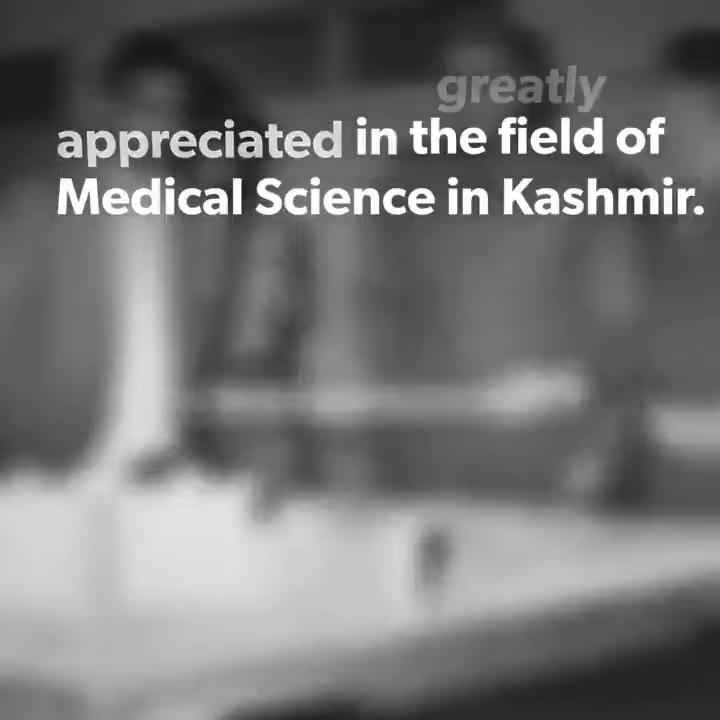 greatly
appreciated in the field of
Medical Science in Kashmir.